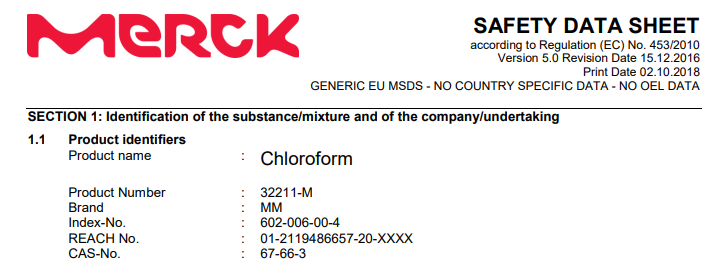 MERCK
SAFETY DATA SHEET
according to Regulation (EC) No. 453/2010
Version 5.0 Revision Date 15.12.2016
Print Date 02.10.2018
GENERIC EU MSDS - NO COUNTRY SPECIFIC DATA - NO OEL DATA
SECTION 1: Identification of the substance/mixture and of the company/undertaking
1.1 Product identifiers
Product name : Chloroform
Product Number : 32211-M
Brand : MM
Index-No. : 602-006-00-4
REACH No. : 01-2119486657-20-XXXX
CAS-No. : 67-66-3